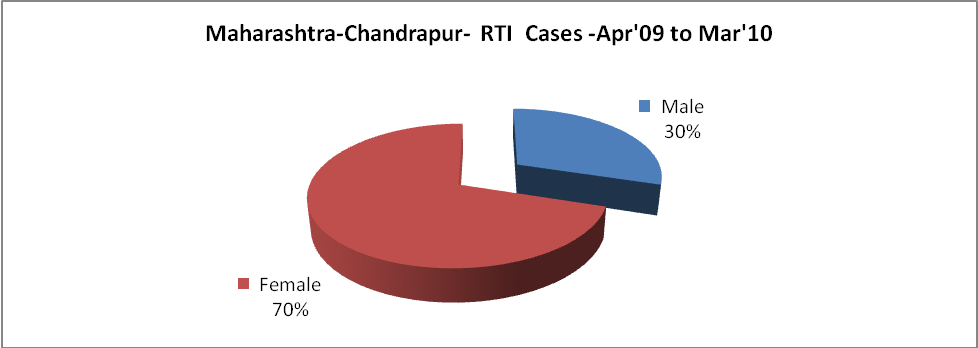 Maharashtra-Chandrapur- RTI Cases -Apr'09 to Mar'10
Male
30%
Female
70%